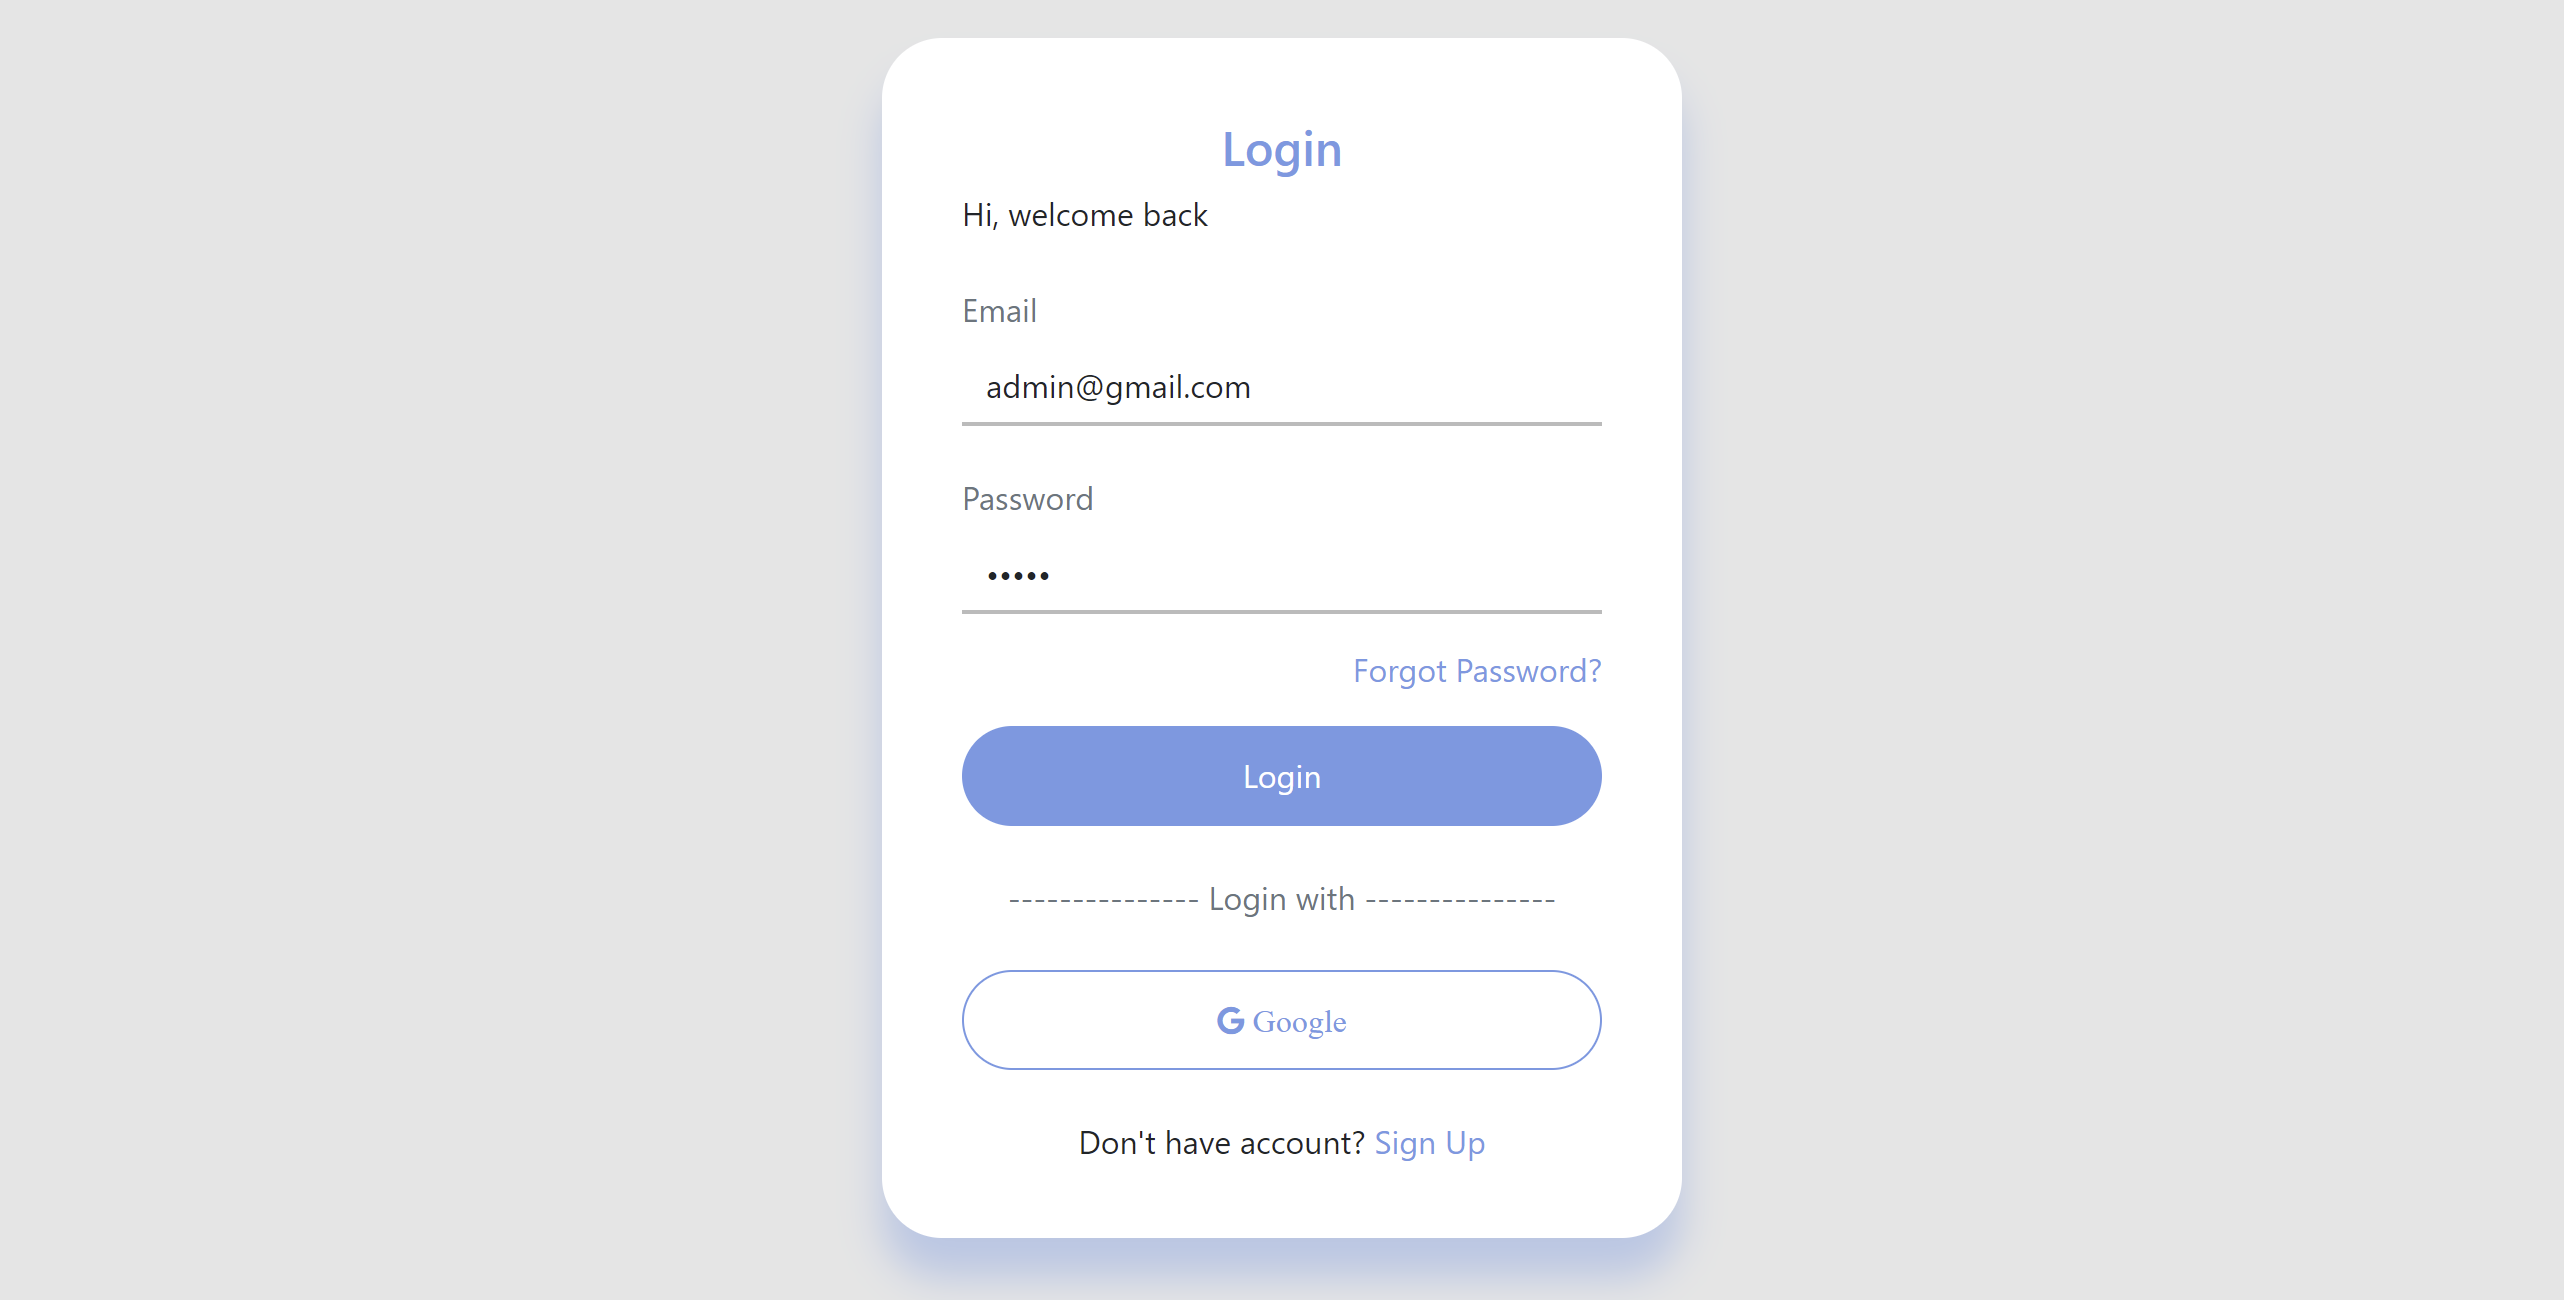 Login
Hi, welcome back
Email
admin@gmail.com
Password
•••••
Forgot Password?
Login
--------------- Login with ---------------
Google
Don't have account? Sign Up